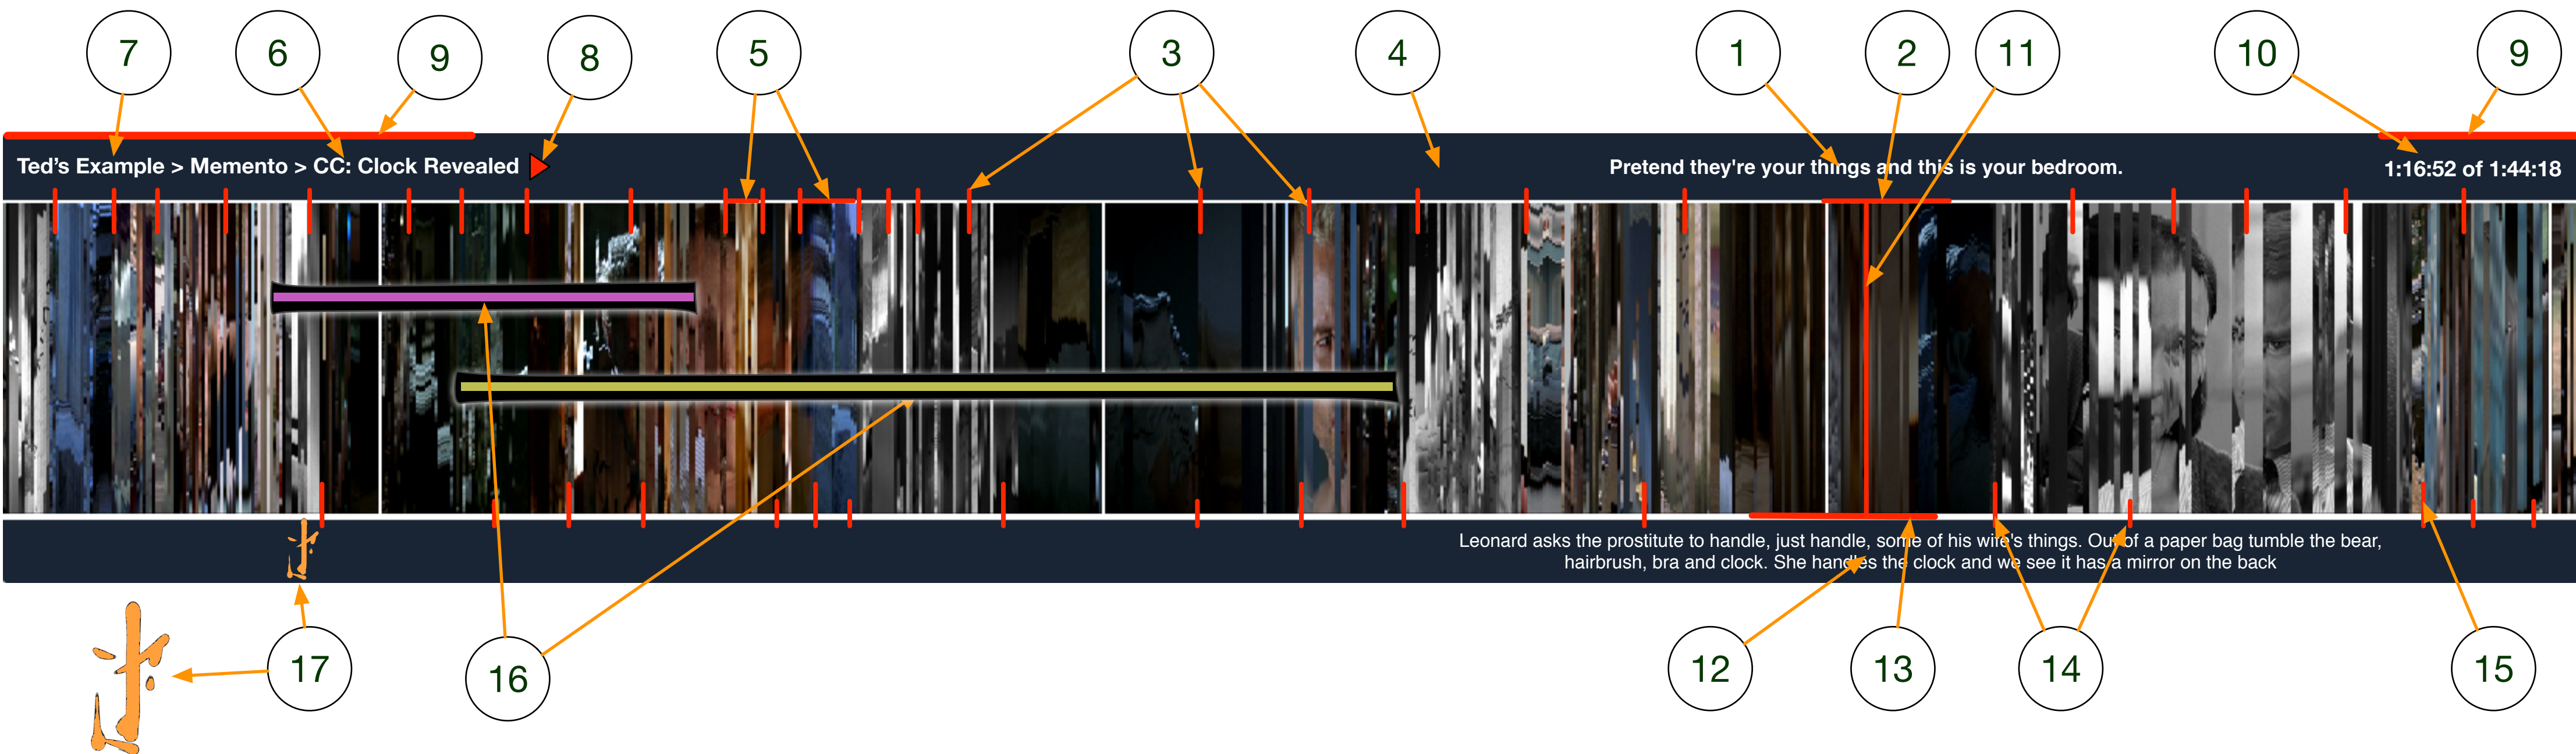 7 6 9 8 5 3 4 1 2 11 10 9
Ted's Example > Memento > CC: Clock Revealed Pretend they're your things and this is your bedroom. 1:16:52 of 1:44:18
Leonard asks the prostitute to handle, just handle, some of his wife's things. Out of a paper bag tumble the bear,
hairbrush, bra and clock. She handles the clock and we see it has a mirror on the back
17 16 12 13 14 15